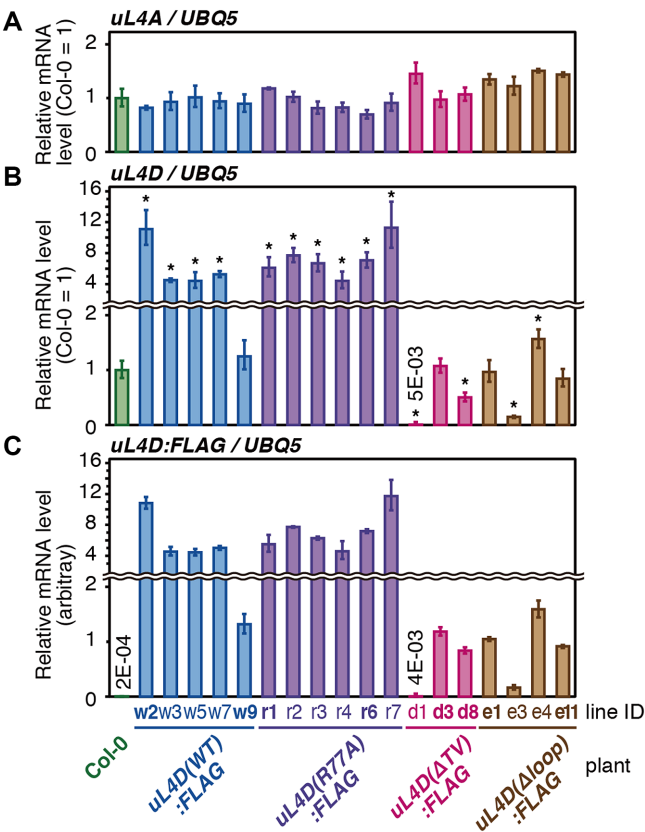 A
uL4A / UBQ5
Relative mRNA
level (Col-0 = 1)
2
1
0
B
uL4D / UBQ5
Relative mRNA level
(Col-0 = 1)
16
12
8
4
2
1
0
* * * * * * * * * * * * * *
5E-03
C
uL4D:FLAG / UBQ5
Relative mRNA level
(arbitray)
16
12
8
4
2
1
0
2E-04
4E-03
w2 w3 w5 w7 w9 r1 r2 r3 r4 r6 r7 d1 d3 d8 e1 e3 e4 e11 line ID
Col-0
uL4D(WT)
:FLAG
uL4D(R77A)
:FLAG
uL4D(ΔTV)
:FLAG
uL4D(Δloop)
:FLAG
plant